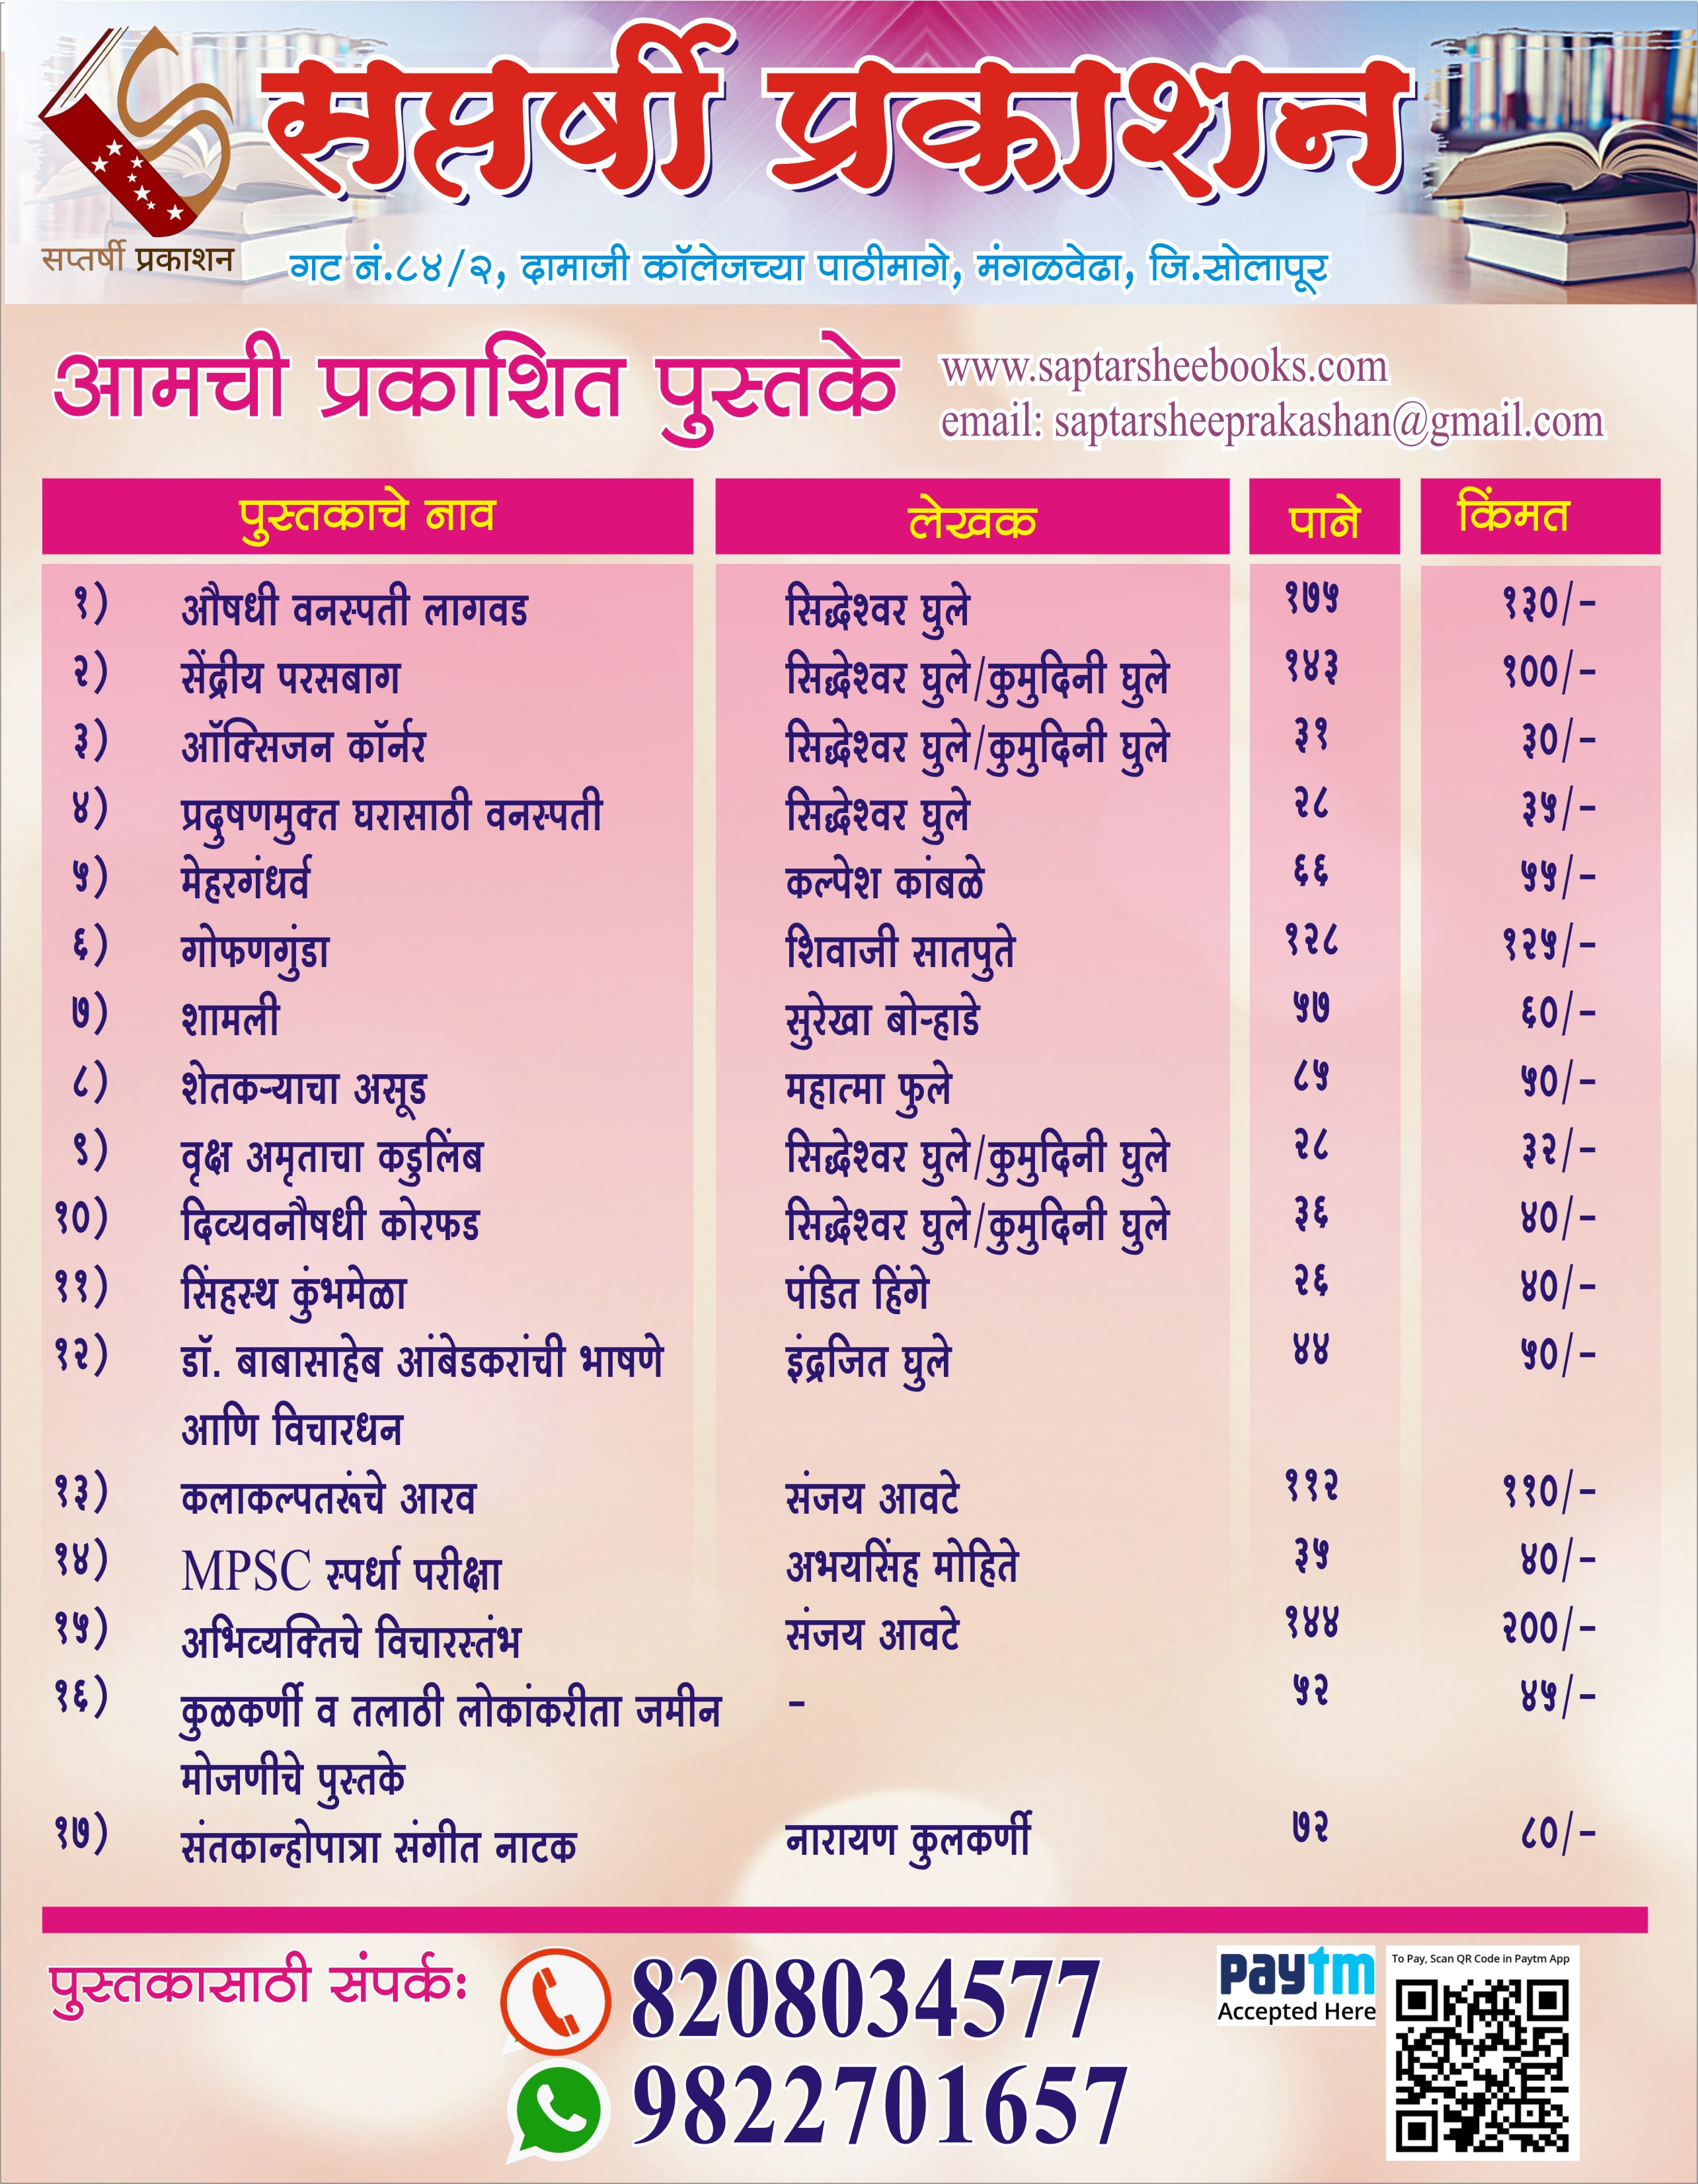 सप्तर्षी प्रकाशन
सप्तर्षी प्रकाशन
गट नं.८४/२, दामाजी कॉलेजच्या पाठीमागे, मंगळवेढा, जि.सोलापूर
आमची प्रकाशित पुस्तके
www.saptarsheebooks.com
email: saptarsheeprakashan@gmail.com
पुस्तकाचे नाव लेखक पाने किंमत
१) औषधी वनस्पती लागवड सिद्धेश्वर घुले १७५ १३०/-
२) सेंद्रीय परसबाग सिद्धेश्वर घुले/कुमुदिनी घुले १४३ १००/-
३) ऑक्सिजन कॉर्नर सिद्धेश्वर घुले/कुमुदिनी घुले ३१ ३०/-
४) प्रदुषणमुक्त घरासाठी वनस्पती सिद्धेश्वर घुले २८ ३५/-
५) मेहरगंधर्व कल्पेश कांबळे ६६ ५५/-
६) गोफणगुंडा शिवाजी सातपुते १२८ १२५/-
७) शामली सुरेखा बोऱ्हाडे ५७ ६०/-
८) शेतकऱ्याचा असूड महात्मा फुले ८५ ५०/-
९) वृक्ष अमृताचा कडुलिंब सिद्धेश्वर घुले/कुमुदिनी घुले २८ ३२/-
१०) दिव्यवनौषधी कोरफड सिद्धेश्वर घुले/कुमुदिनी घुले ३६ ४०/-
११) सिंहस्थ कुंभमेळा पंडित हिंगे २६ ४०/-
१२) डॉ. बाबासाहेब आंबेडकरांची भाषणे इंद्रजित घुले ४४ ५०/-
आणि विचारधन
१३) कलाकल्पतरूंचे आरव संजय आवटे ११२ ११०/-
१४) MPSC स्पर्धा परीक्षा अभयसिंह मोहिते ३५ ४०/-
१५) अभिव्यक्तिचे विचारस्तंभ संजय आवटे १४४ २००/-
१६) कुळकर्णी व तलाठी लोकांकरीता जमीन - ५२ ४५/-
मोजणीचे पुस्तके
१७) संतकान्होपात्रा संगीत नाटक नारायण कुलकर्णी ७२ ८०/-
पुस्तकासाठी संपर्क: 8208034577
9822701657
paytm
Accepted Here
To Pay, Scan QR Code in Paytm App